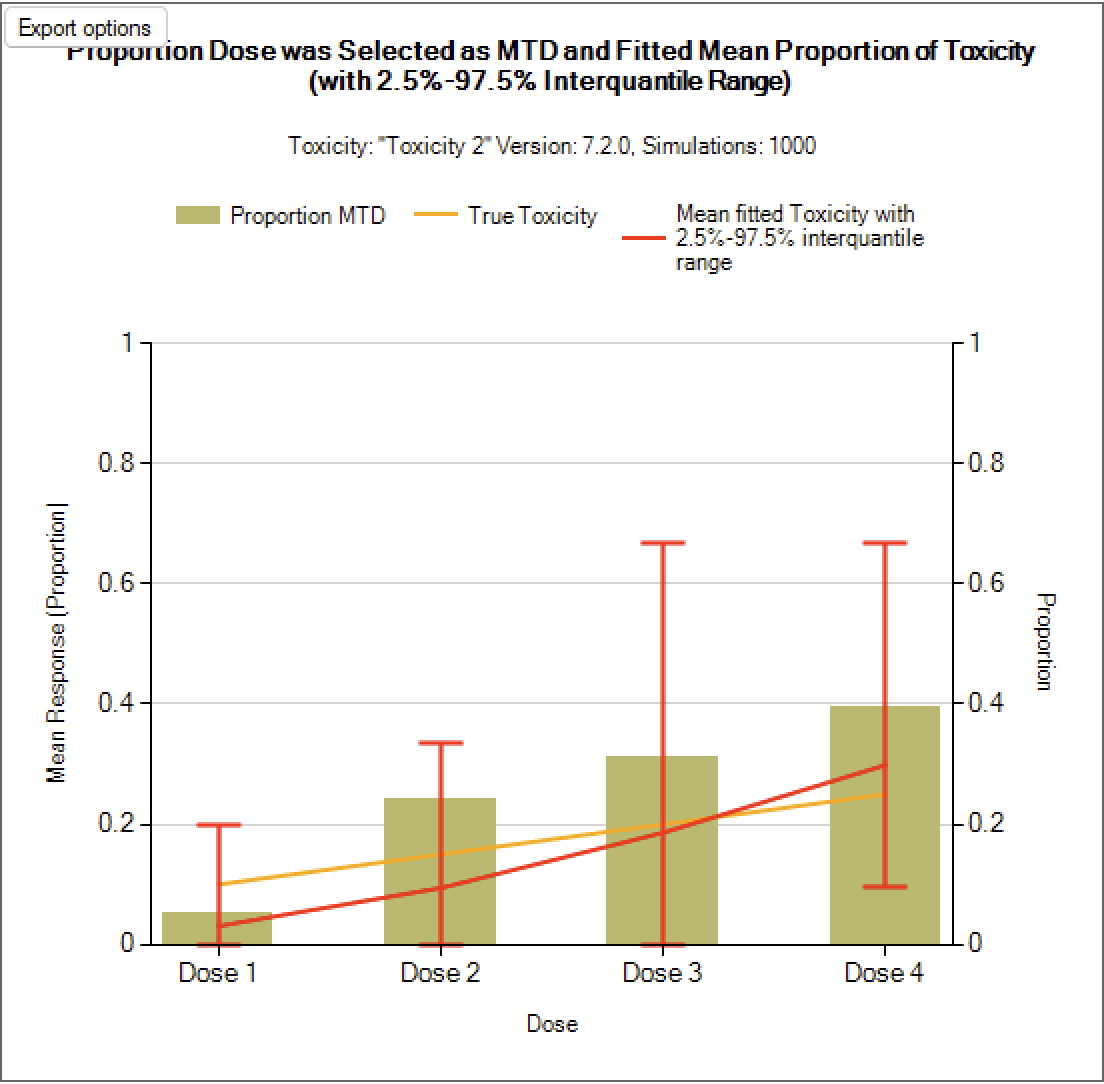 Export options
Proportion Dose was Selected as MTD and Fitted Mean Proportion of Toxicity
(with 2.5%-97.5% Interquantile Range)
Toxicity: "Toxicity 2" Version: 7.2.0, Simulations: 1000
Proportion MTD
True Toxicity
Mean fitted Toxicity with
2.5%-97.5% interquantile
range
1
0.8
0.6
0.4
0.2
0
Mean Response (Proportion)
1
0.8
0.6
0.4
0.2
0
Proportion
Dose 1
Dose 2
Dose 3
Dose 4
Dose